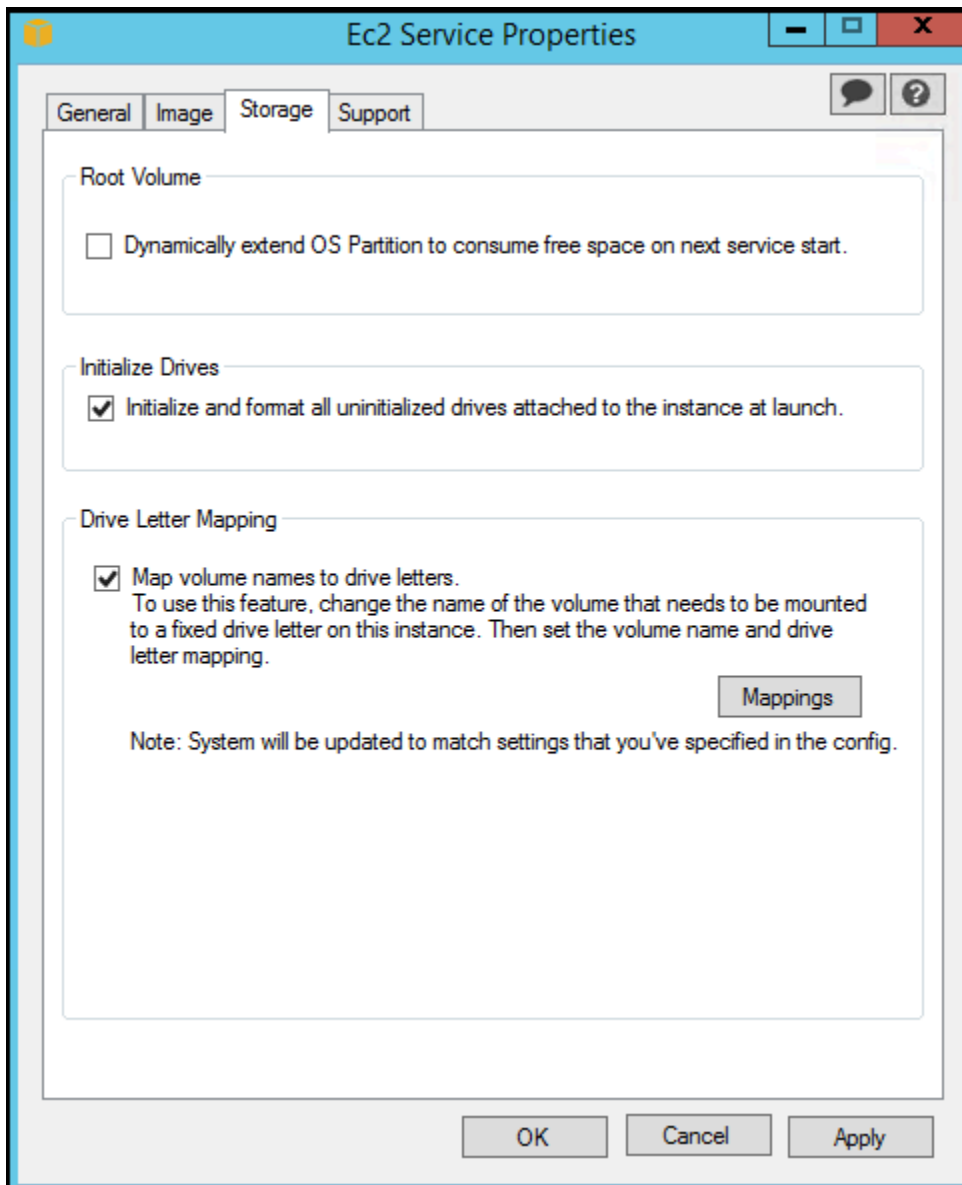 Ec2 Service Properties
General
Image
Storage
Support
Root Volume
Dynamically extend OS Partition to consume free space on next service start.
Initialize Drives
Initialize and format all uninitialized drives attached to the instance at launch.
Drive Letter Mapping
Map volume names to drive letters.
To use this feature, change the name of the volume that needs to be mounted
to a fixed drive letter on this instance. Then set the volume name and drive
letter mapping.
Mappings
Note: System will be updated to match settings that you've specified in the config.
OK
Cancel
Apply